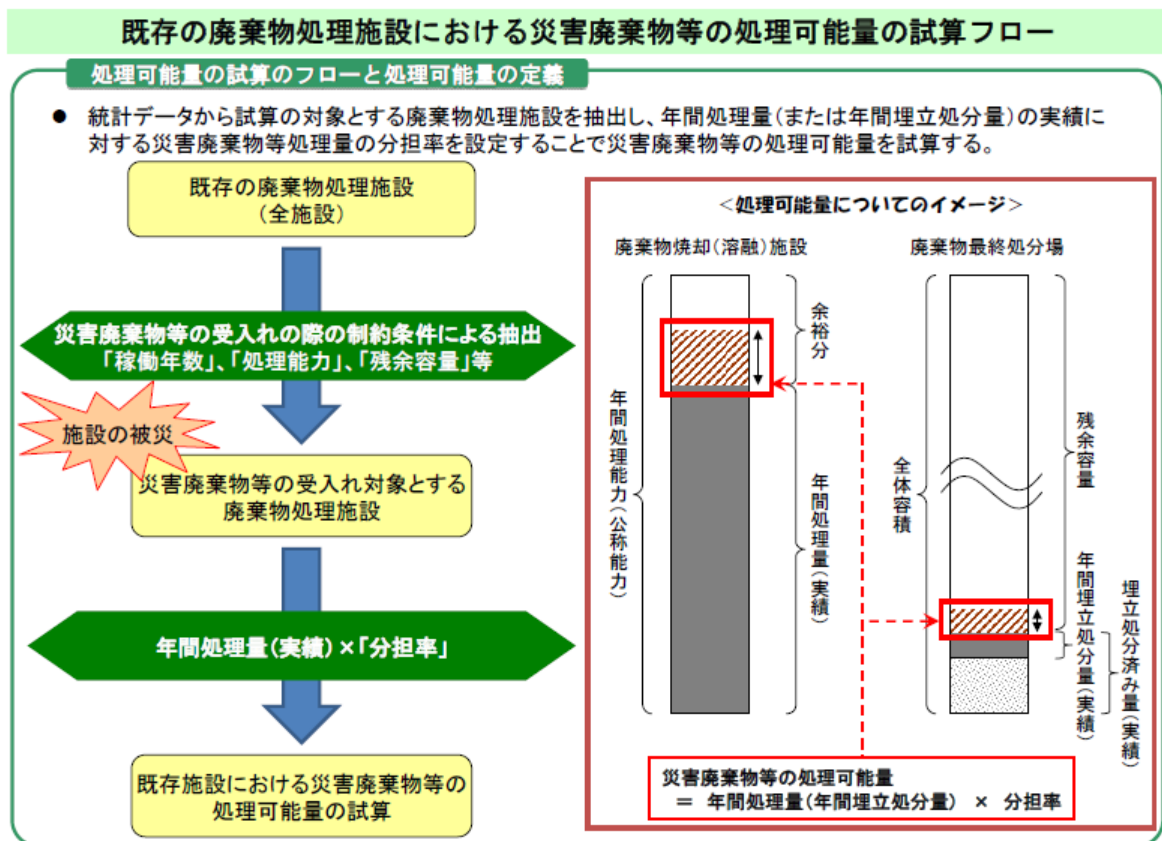 既存の廃棄物処理施設における災害廃棄物等の処理可能量の試算フロー
処理可能量の試算のフローと処理可能量の定義
● 統計データから試算の対象とする廃棄物処理施設を抽出し、年間処理量(または年間埋立処分量)の実績に
対する災害廃棄物等処理量の分担率を設定することで災害廃棄物等の処理可能量を試算する。
既存の廃棄物処理施設
(全施設)
災害廃棄物等の受入れの際の制約条件による抽出
「稼働年数」、「処理能力」、「残余容量」等
施設の被災
災害廃棄物等の受入れ対象とする
廃棄物処理施設
年間処理量(実績)×「分担率」
既存施設における災害廃棄物等の
処理可能量の試算
<処理可能量についてのイメージ>
廃棄物焼却(溶融)施設
年間処理能力(公称能力)
余裕分
年間処理量(実績)
廃棄物最終処分場
全体容積
残余容量
年間埋立処分量(実績)
埋立処分済み量(実績)
災害廃棄物等の処理可能量
= 年間処理量(年間埋立処分量) × 分担率